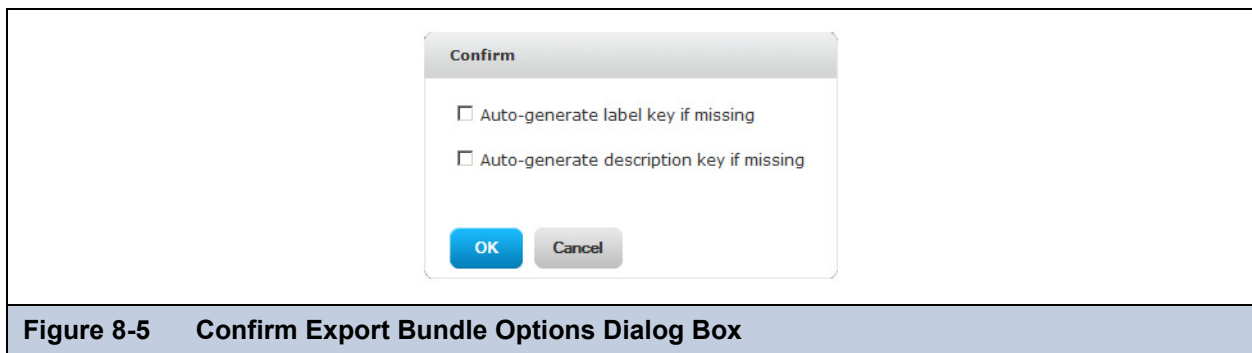 Confirm
Auto-generate label key if missing
Auto-generate description key if missing
OK
Cancel
Figure 8-5 Confirm Export Bundle Options Dialog Box